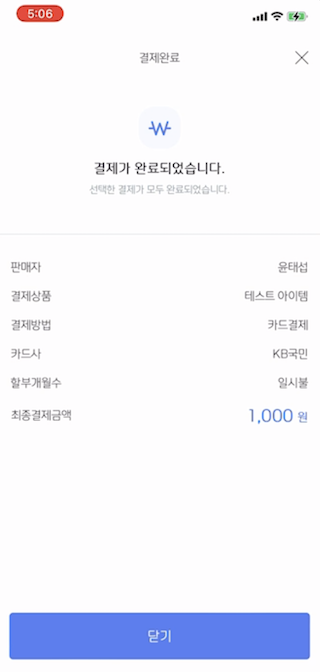 5:06
결제완료
결제가 완료되었습니다.
선택한 결제가 모두 완료되었습니다.
판매자 윤태섭
결제상품 테스트 아이템
결제방법 카드결제
카드사 KB국민
할부개월수 일시불
최종결제금액 1,000 원
닫기